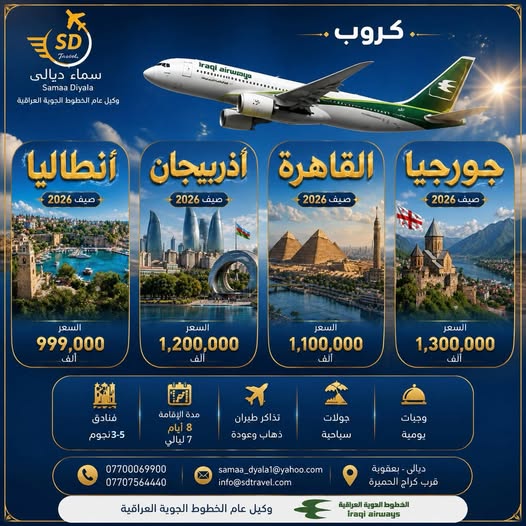 SD
Travel
سماء ديالى
Samaa Diyala
وكيل عام الخطوط الجوية العراقية
كروب
Iraqi airways
جورجيا
صيف 2026
السعر
1,300,000
ألف
القاهرة
صيف 2026
السعر
1,100,000
ألف
أذربيجان
صيف 2026
السعر
1,200,000
ألف
أنطاليا
صيف 2026
السعر
999,000
ألف
وجبات
يومية
جولات
سياحية
تذاكر طيران
ذهاب وعودة
مدة الإقامة
8 أيام
7 ليالي
فنادق
3-5 نجوم
ديالى - بعقوبة
قرب كراج الحميرة
samaa_dyala1@yahoo.com
info@sdtravel.com
07700069900
07707564440
الخطوط الجوية العراقية
Iraqi airways
وكيل عام الخطوط الجوية العراقية